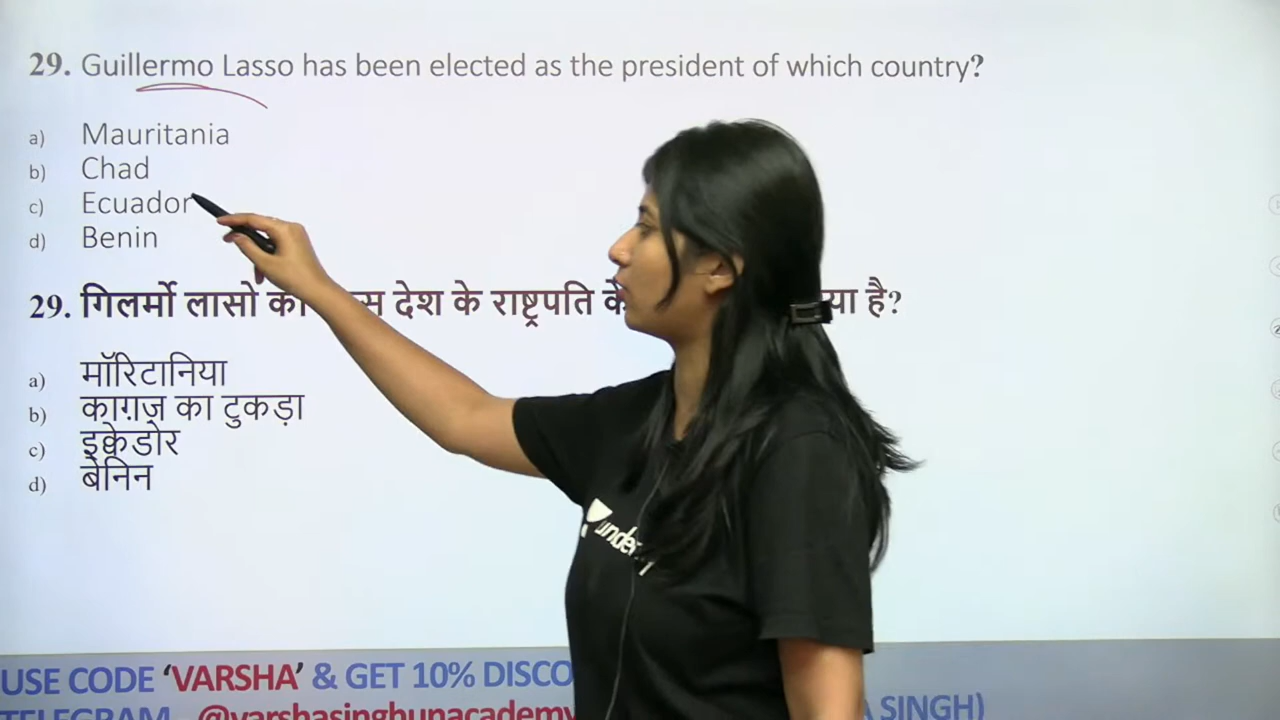 29. Guillermo Lasso has been elected as the president of which country?
a) Mauritania
b) Chad
c) Ecuador
d) Benin
29. गिलर्मो लासो को देश के राष्ट्रपति के है?
a) मॉरिटानिया
b) काग़ज़ का टुकड़ा
c) इक्वेडोर
d) बेनिन
USE CODE 'VARSHA' & GET 10% DISCO
@varshasinghunacademy SINGH)